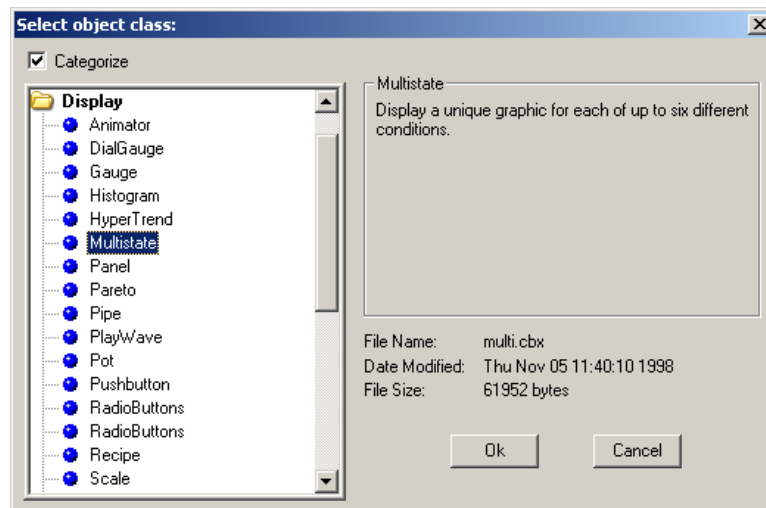 Select object class:
Categorize
Display
Animator
DialGauge
Gauge
Histogram
HyperTrend
Multistate
Panel
Pareto
Pipe
PlayWave
Pot
Pushbutton
RadioButtons
RadioButtons
Recipe
Scale
Multistate
Display a unique graphic for each of up to six different
conditions.
File Name: multi.cbx
Date Modified: Thu Nov 05 11:40:10 1998
File Size: 61952 bytes
Ok Cancel